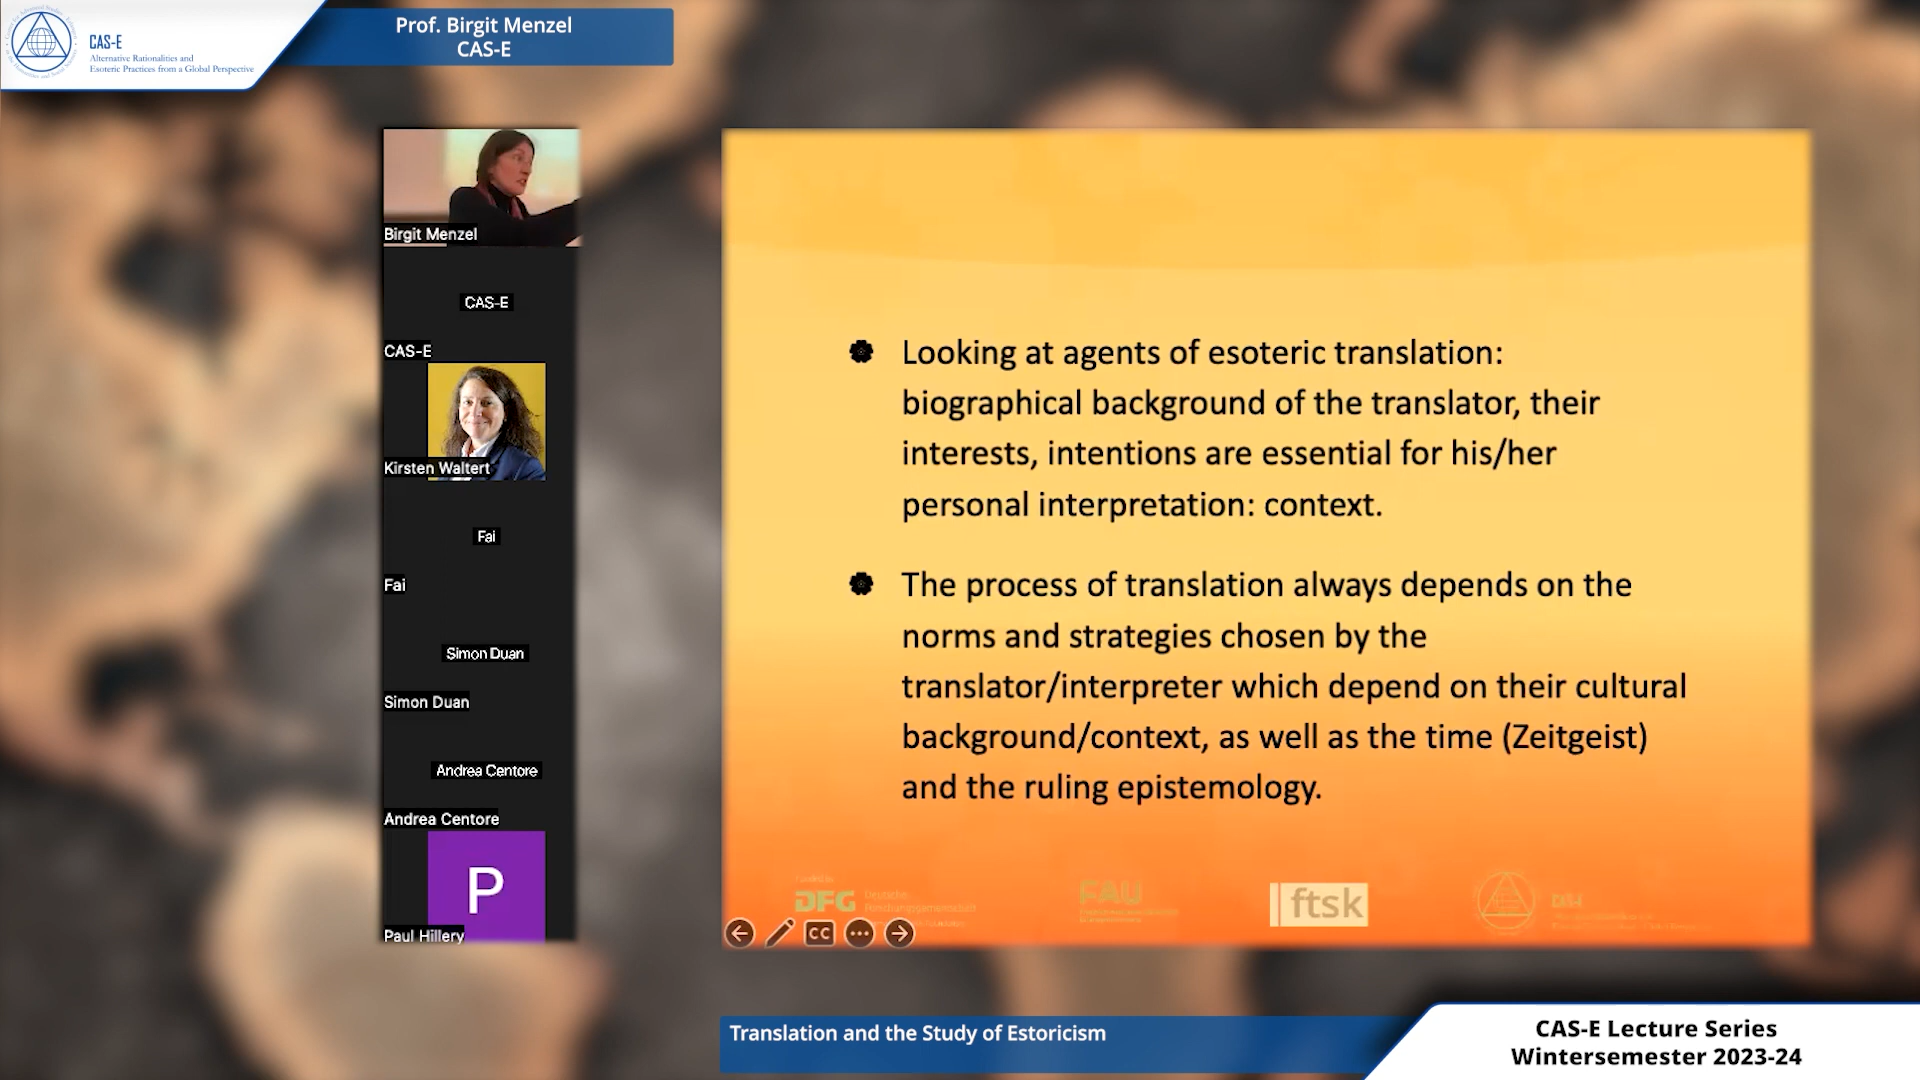 CAS-E
Alternative Rationalities and
Esoteric Practices from a Global Perspective
Prof. Birgit Menzel
CAS-E
Birgit Menzel
CAS-E
CAS-E
Kirsten Waltert
Fai
Fai
Simon Duan
Simon Duan
Andrea Centore
Andrea Centore
P
Paul Hillery
Looking at agents of esoteric translation:
biographical background of the translator, their
interests, intentions are essential for his/her
personal interpretation: context.
The process of translation always depends on the
norms and strategies chosen by the
translator/interpreter which depend on their cultural
background/context, as well as the time (Zeitgeist)
and the ruling epistemology.
DFG
Deutsche
Forschungsgemeinschaft
FAU
ftsk
CAS-E
CC
Translation and the Study of Estoricism
CAS-E Lecture Series
Wintersemester 2023-24